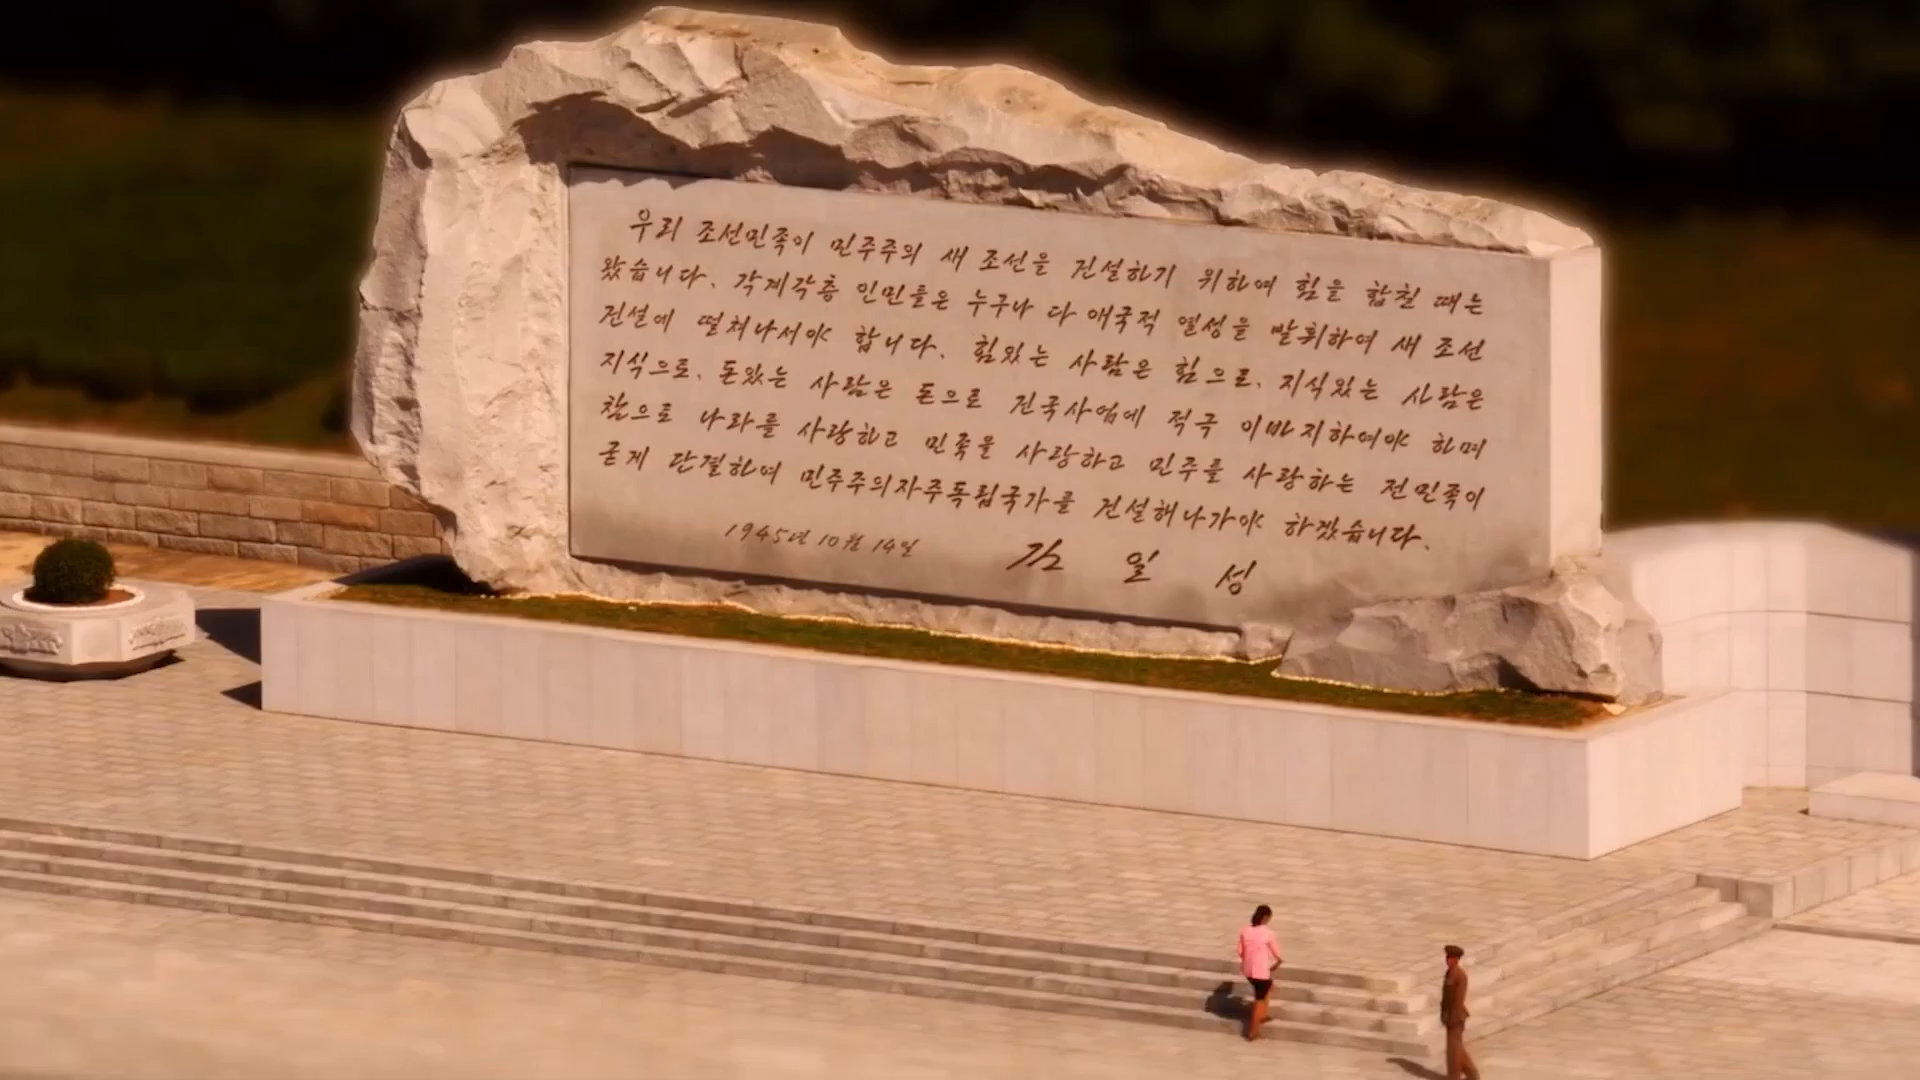 우리 조선민족이 민주주의 새 조선을 건설하기 위하여 힘을 합칠 때는
왔습니다. 각계각층 인민들은 누구나 다 애국적 열성을 발휘하여 새 조선
건설에 떨쳐나서야 합니다. 힘있는 사람은 힘으로, 지식있는 사람은
지식으로, 돈있는 사람은 돈으로 건국사업에 적극 이바지하여야 하며
참으로 나라를 사랑하고 민족을 사랑하고 민주를 사랑하는 전민족이
굳게 단결하여 민주주의자주독립국가를 건설해나가야 하겠습니다.
1945년 10월 14일 김 일 성